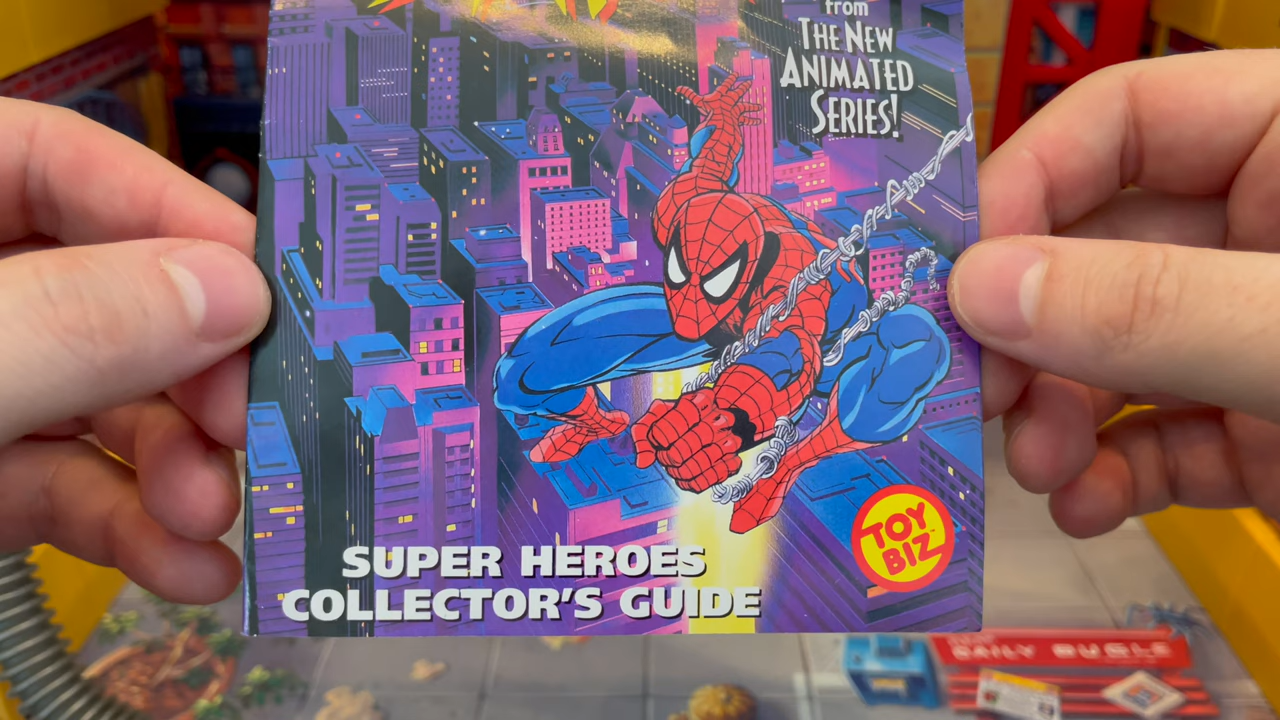 from
THE NEW
ANIMATED
SERIES!
TOY
BIZ
SUPER HEROES
COLLECTOR'S GUIDE
DAILY BUGLE